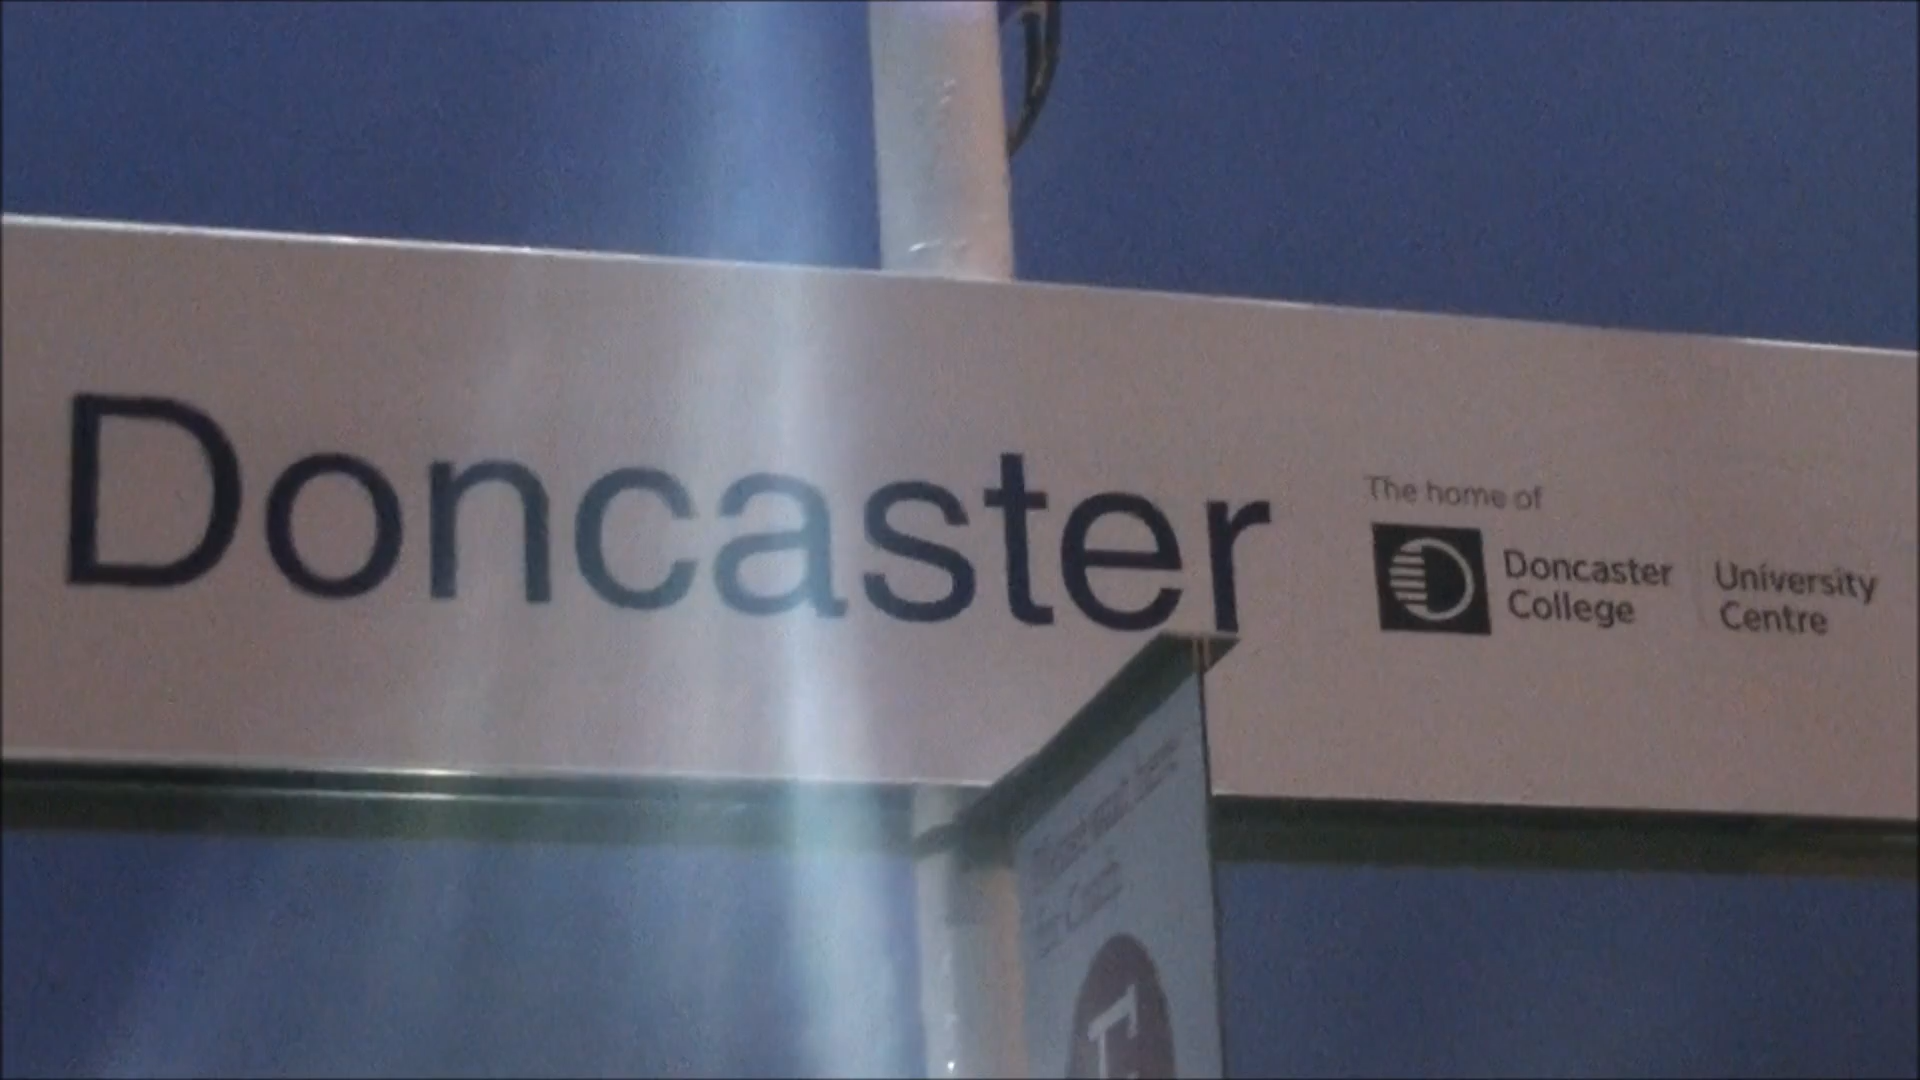 Doncaster
The home of
Doncaster
College
University
Centre